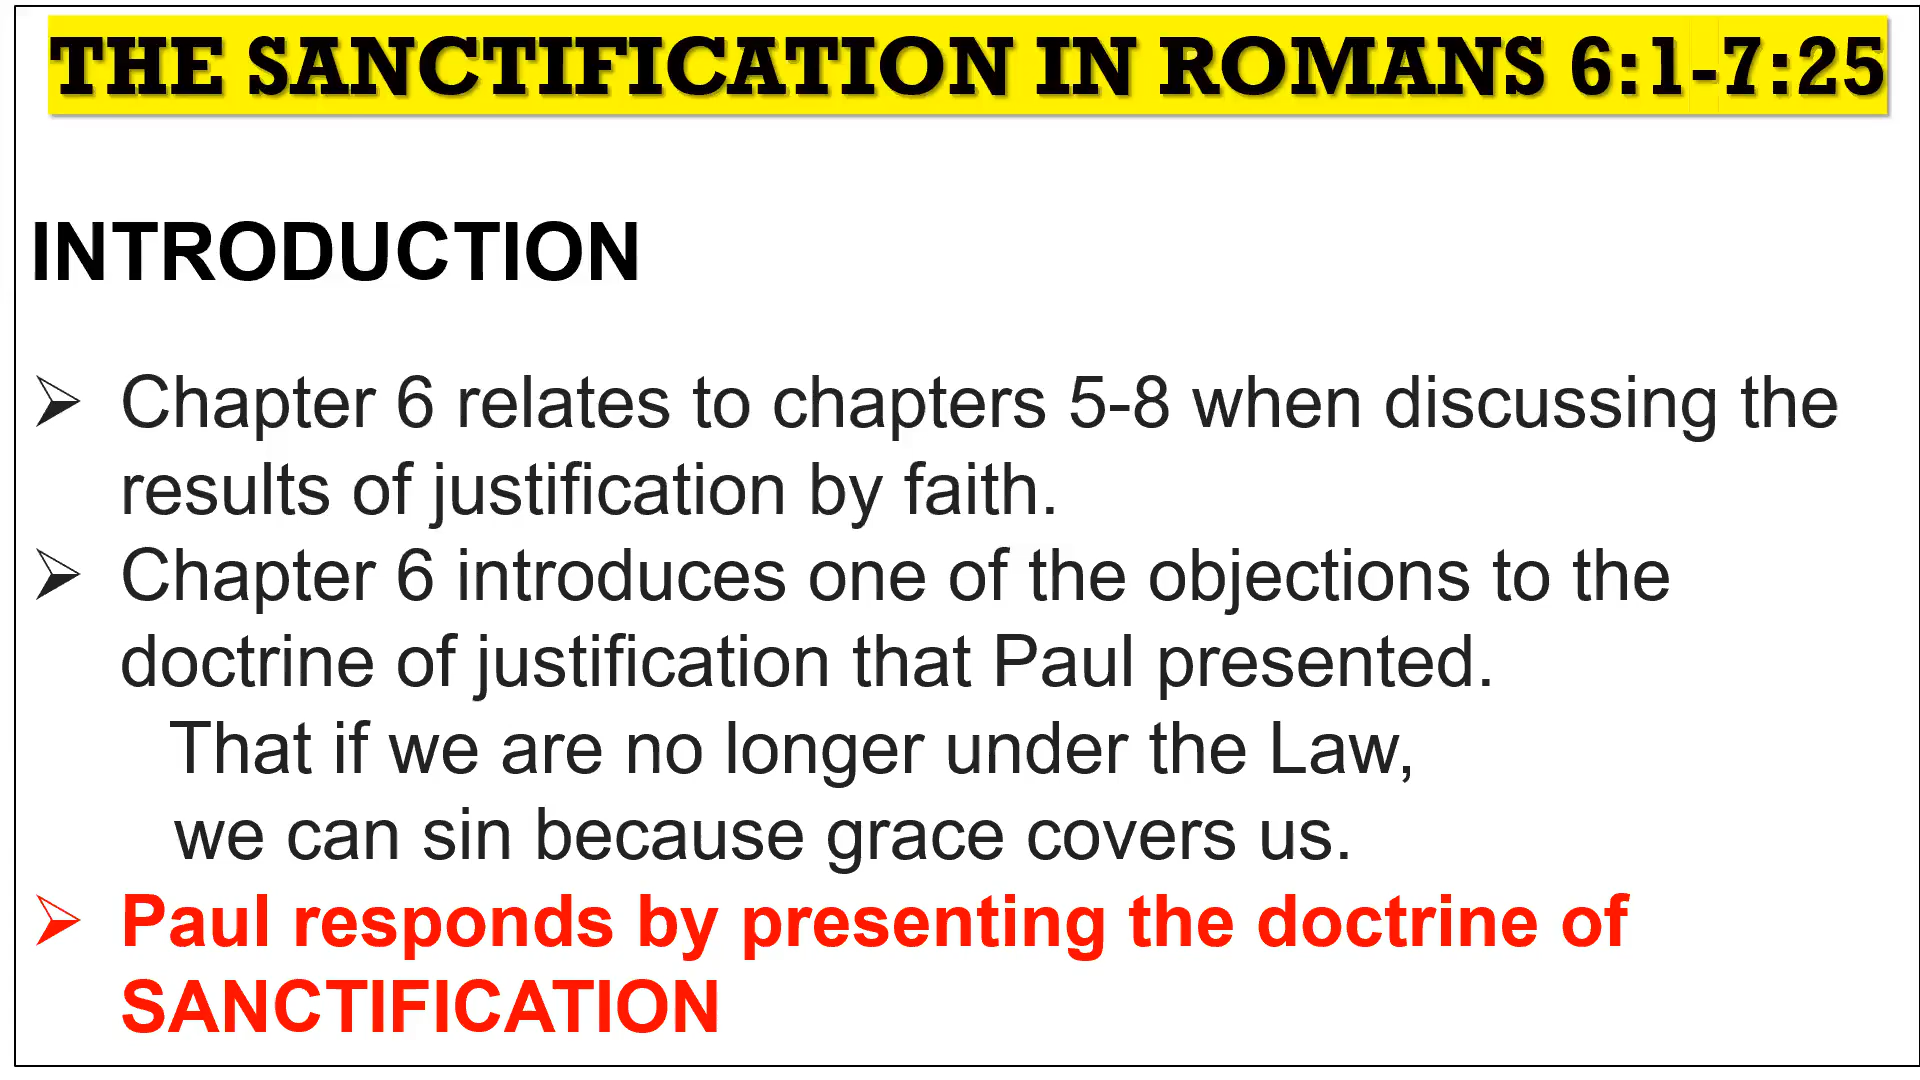 THE SANCTIFICATION IN ROMANS 6:1-7:25
INTRODUCTION
➢ Chapter 6 relates to chapters 5-8 when discussing the
results of justification by faith.
➢ Chapter 6 introduces one of the objections to the
doctrine of justification that Paul presented.
That if we are no longer under the Law,
we can sin because grace covers us.
➢ Paul responds by presenting the doctrine of
SANCTIFICATION